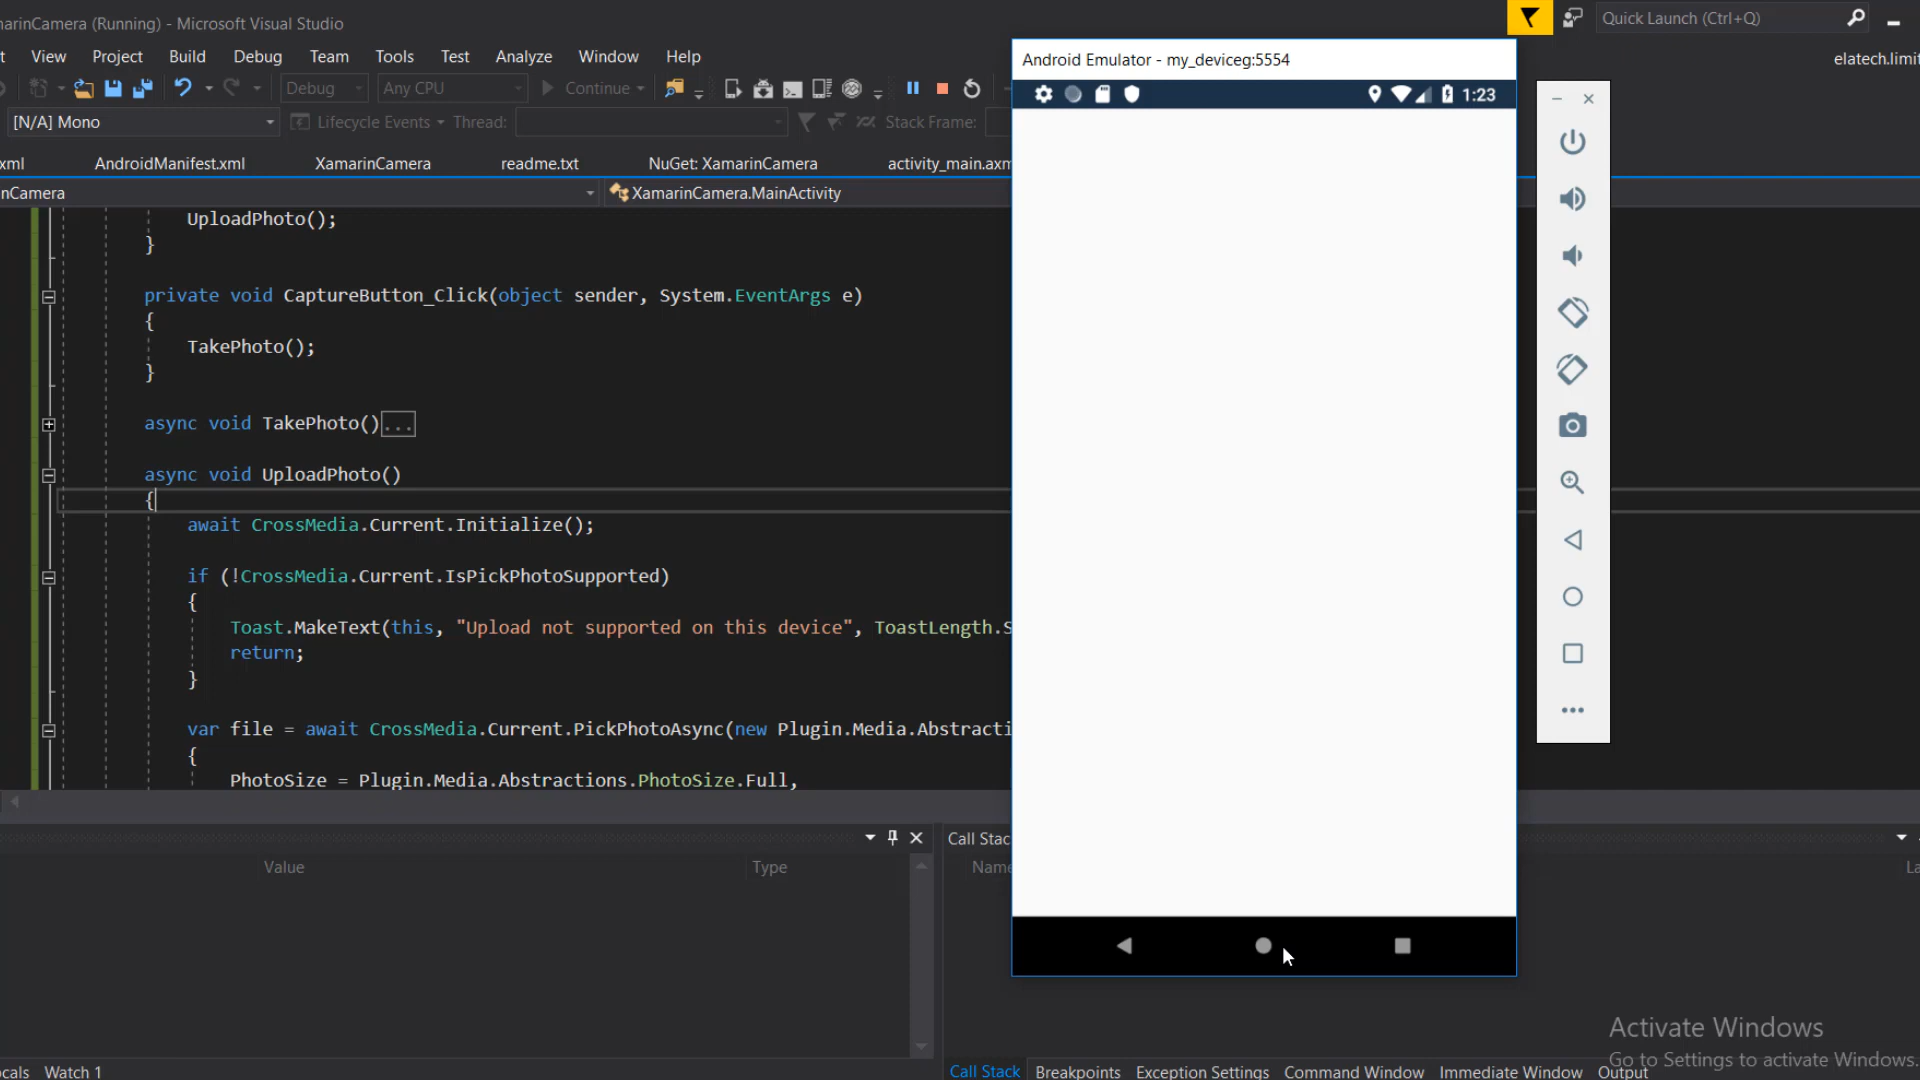 marinCamera (Running) - Microsoft Visual Studio
Quick Launch (Ctrl+Q)
t View Project Build Debug Team Tools Test Analyze Window Help
elatech.limit
Debug Any CPU Continue
[N/A] Mono Lifecycle Events Thread: Stack Frame:
xml AndroidManifest.xml XamarinCamera readme.txt NuGet: XamarinCamera activity_main.axm
nCamera XamarinCamera.MainActivity
UploadPhoto();
}
private void CaptureButton_Click(object sender, System.EventArgs e)
{
TakePhoto();
}
async void TakePhoto()...
async void UploadPhoto()
{
await CrossMedia.Current.Initialize();
if (!CrossMedia.Current.IsPickPhotoSupported)
{
Toast.MakeText(this, "Upload not supported on this device", ToastLength.S
return;
}
var file = await CrossMedia.Current.PickPhotoAsync(new Plugin.Media.Abstracti
{
PhotoSize = Plugin.Media.Abstractions.PhotoSize.Full,
Android Emulator - my_deviceg:5554
1:23
Value Type
Call Stac
Name
La
Activate Windows
Go to Settings to activate Windows.
ocals Watch 1
Call Stack Breakpoints Exception Settings Command Window Immediate Window Output